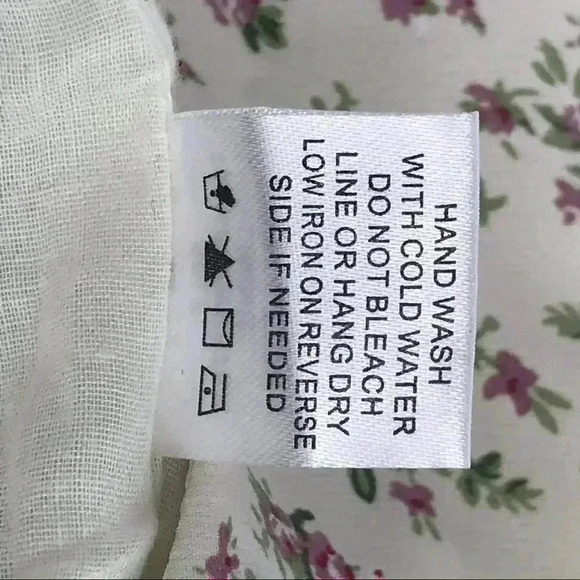 HAND WASH
WITH COLD WATER
DO NOT BLEACH
LINE OR HANG DRY
LOW IRON ON REVERSE
SIDE IF NEEDED